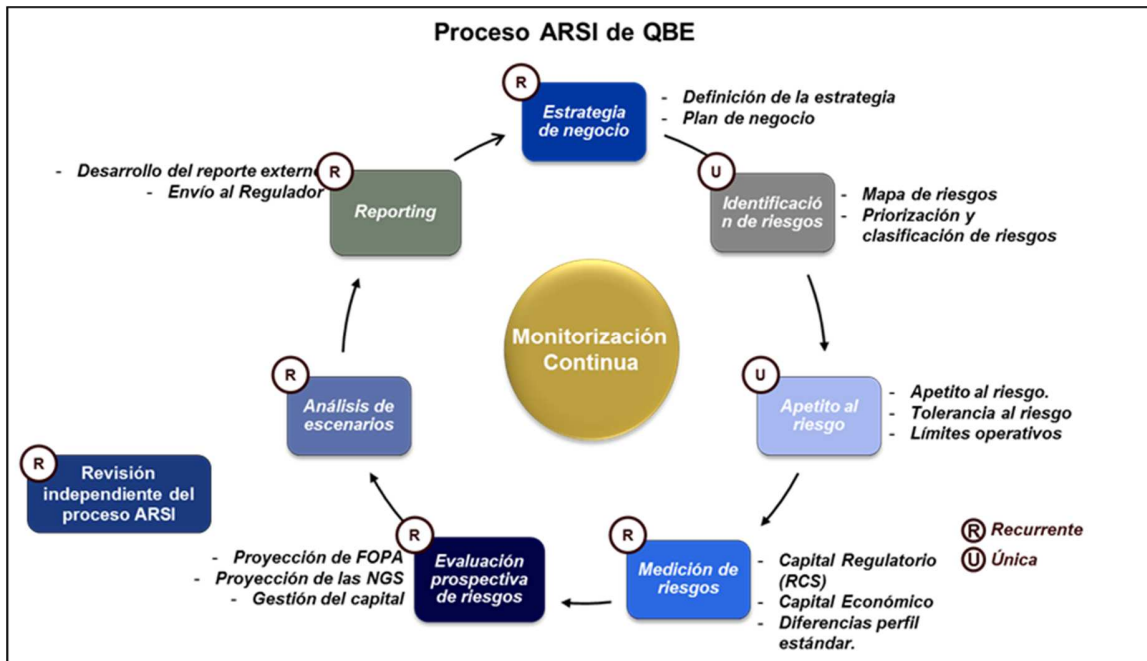 Proceso ARSI de QBE
R
Estrategia
de negocio
- Definición de la estrategia
- Plan de negocio
U
Identificació
n de riesgos
- Mapa de riesgos
- Priorización y
clasificación de riesgos
U
Apetito al
riesgo
- Apetito al riesgo.
- Tolerancia al riesgo
- Límites operativos
R
Medición de
riesgos
- Capital Regulatorio
(RCS)
- Capital Económico
- Diferencias perfil
estándar.
R
Evaluación
prospectiva
de riesgos
- Proyección de FOPA
- Proyección de las NGS
- Gestión del capital
R
Análisis de
escenarios
R
Reporting
- Desarrollo del reporte extern
- Envío al Regulador
Monitorización
Continua
R
Revisión
independiente del
proceso ARSI
R Recurrente
U Única